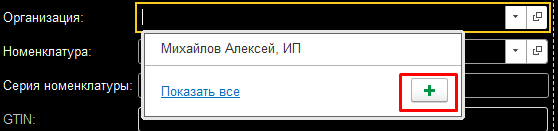 Организация:
Михайлов Алексей, ИП
Номенклатура:
Серия номенклатуры:
Показать все
GTIN: